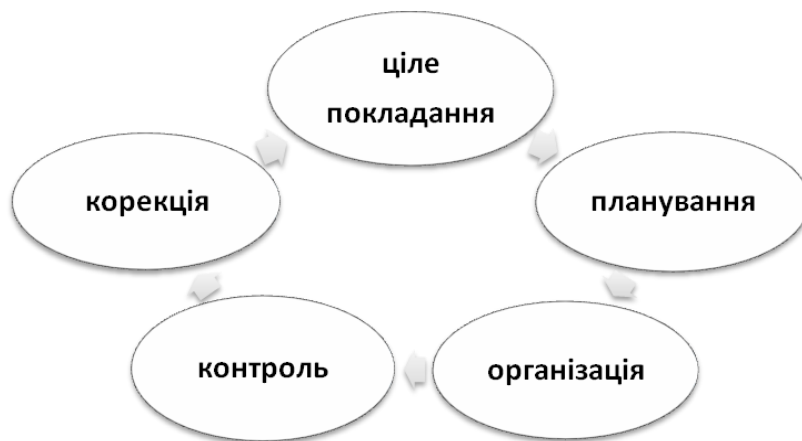 ціле
покладання
корекція
планування
контроль
організація